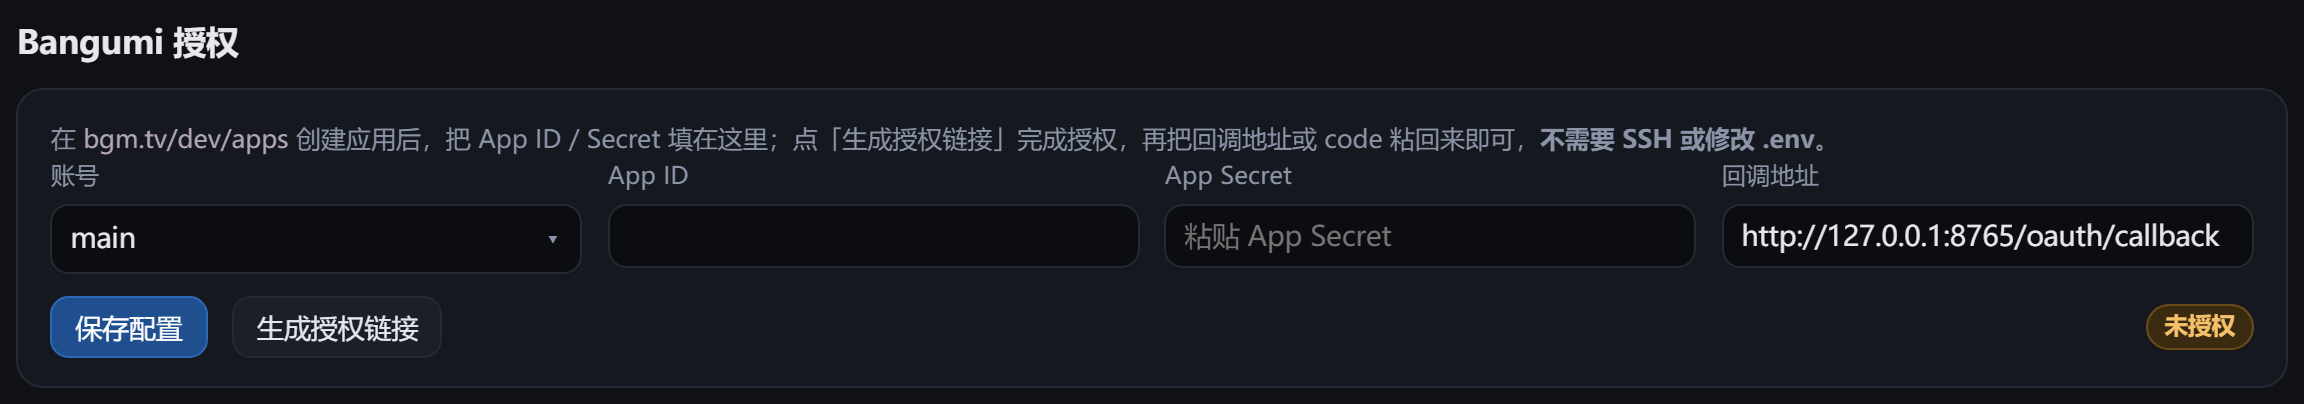 Bangumi 授权
在 bgm.tv/dev/apps 创建应用后，把 App ID / Secret 填在这里；点「生成授权链接」完成授权，再把回调地址或 code 粘回来即可，不需要 SSH 或修改 .env。
账号 App ID App Secret 回调地址
main 粘贴 App Secret http://127.0.0.1:8765/oauth/callback
保存配置 生成授权链接 未授权